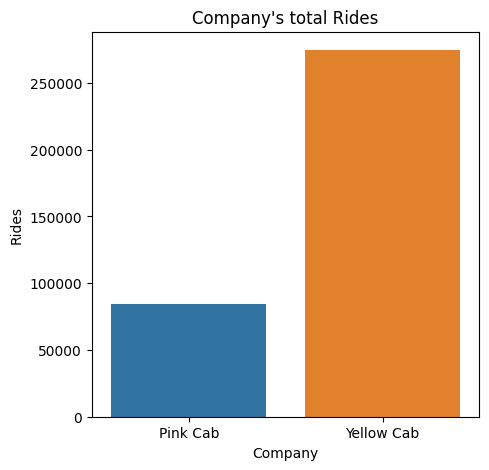 Company's total Rides
250000
200000
150000
100000
50000
0
Rides
Pink Cab
Yellow Cab
Company